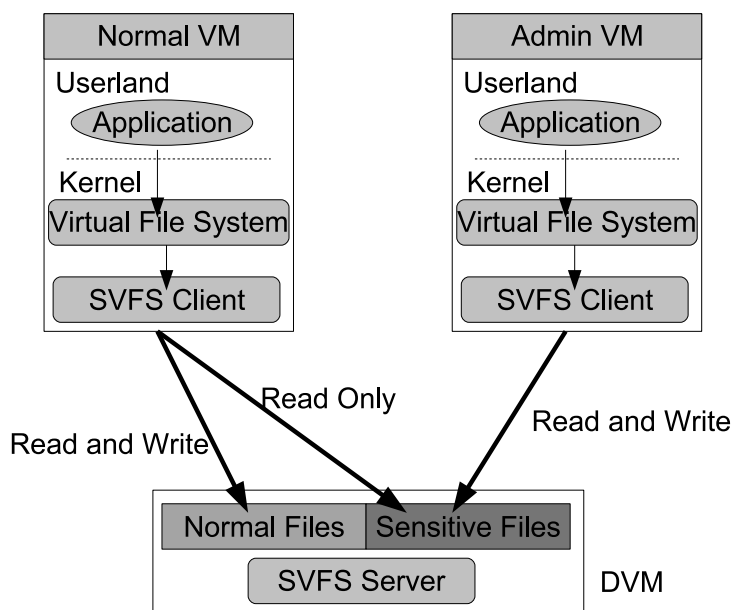 Normal VM
Userland
Application
Kernel
Virtual File System
SVFS Client
Admin VM
Userland
Application
Kernel
Virtual File System
SVFS Client
Read Only
Read and Write
Read and Write
Normal Files
Sensitive Files
SVFS Server
DVM